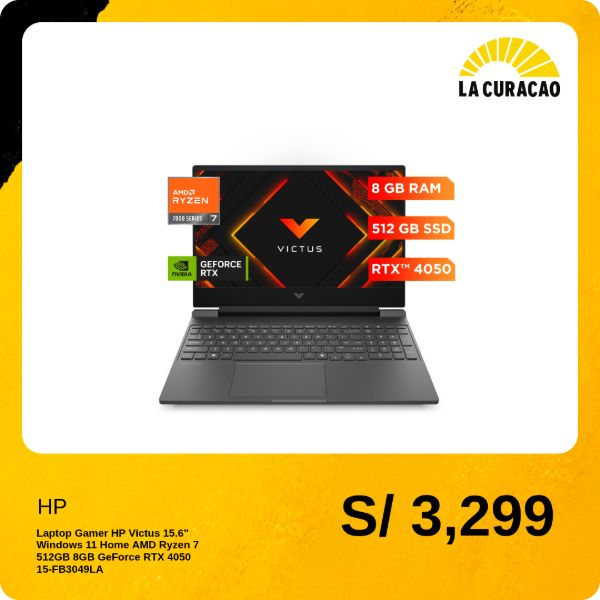 LA CURACAO
AMD
RYZEN
7000 SERIES 7
8 GB RAM
512 GB SSD
VICTUS
NVIDIA
GEFORCE
RTX
RTX™ 4050
HP
S/ 3,299
Laptop Gamer HP Victus 15.6"
Windows 11 Home AMD Ryzen 7
512GB 8GB GeForce RTX 4050
15-FB3049LA